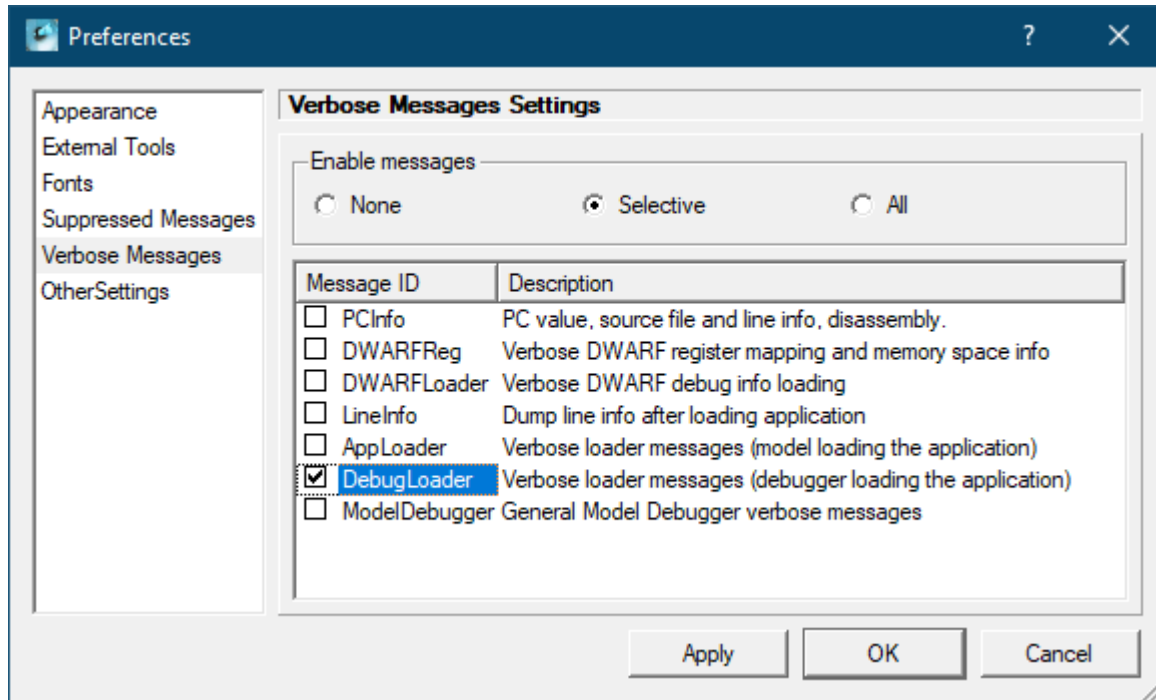 Preferences
?
Appearance
External Tools
Fonts
Suppressed Messages
Verbose Messages
OtherSettings
Verbose Messages Settings
Enable messages
None Selective All
Message ID Description
PCInfo PC value, source file and line info, disassembly.
DWARFReg Verbose DWARF register mapping and memory space info
DWARFLoader Verbose DWARF debug info loading
LineInfo Dump line info after loading application
AppLoader Verbose loader messages (model loading the application)
DebugLoader Verbose loader messages (debugger loading the application)
ModelDebugger General Model Debugger verbose messages
Apply OK Cancel